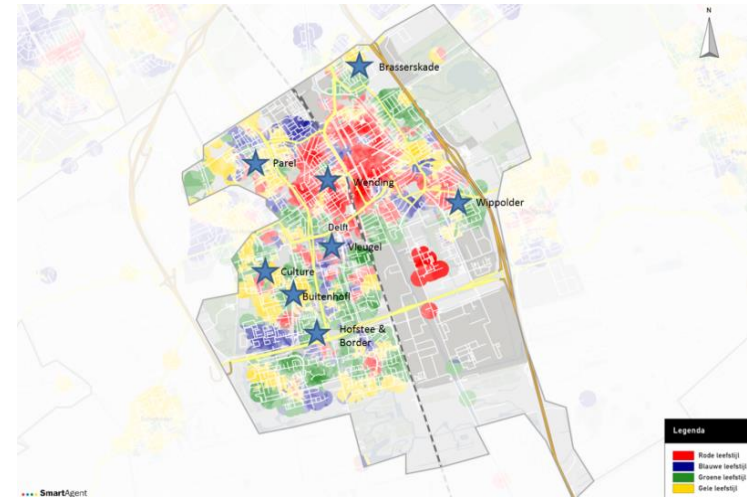 N
Brasserskade
Parel
Wending
Wippolder
Delft
Vleugel
Culture
Buitenhof
Hofstee &
Border
Legenda
Rode leefstijl
Blauwe leefstijl
Groene leefstijl
Gele leefstijl
SmartAgent